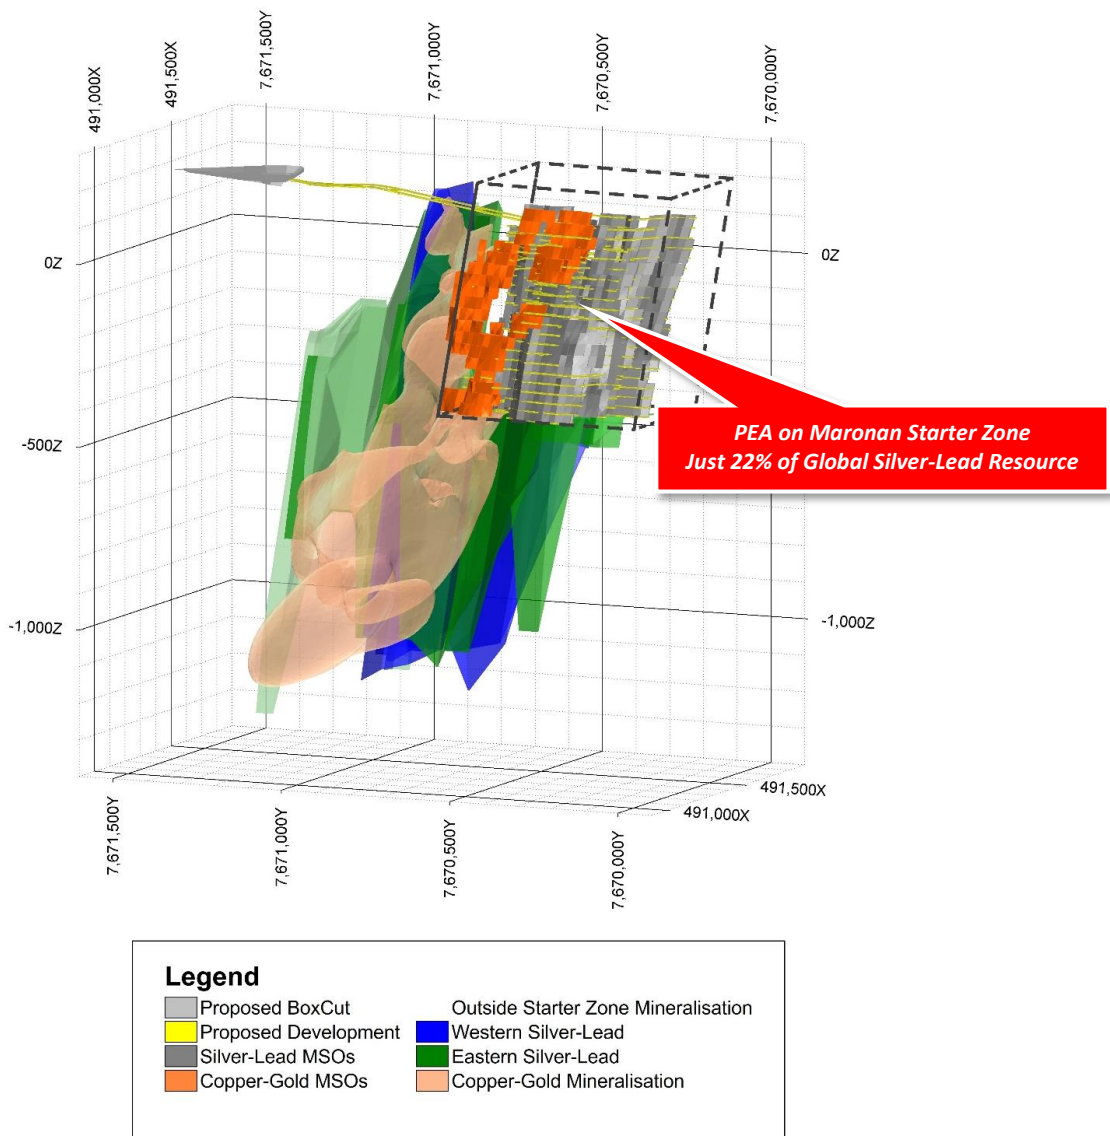 491,000X
491,500X
7,671,500Y
7,671,000Y
7,670,500Y
7,670,000Y
0Z
0Z
-500Z
PEA on Maronan Starter Zone
Just 22% of Global Silver-Lead Resource
-1,000Z
-1,000Z
491,500X
491,000X
7,671,500Y
7,671,000Y
7,670,500Y
7,670,000Y
Legend
Proposed BoxCut
Proposed Development
Silver-Lead MSOs
Copper-Gold MSOs
Outside Starter Zone Mineralisation
Western Silver-Lead
Eastern Silver-Lead
Copper-Gold Mineralisation